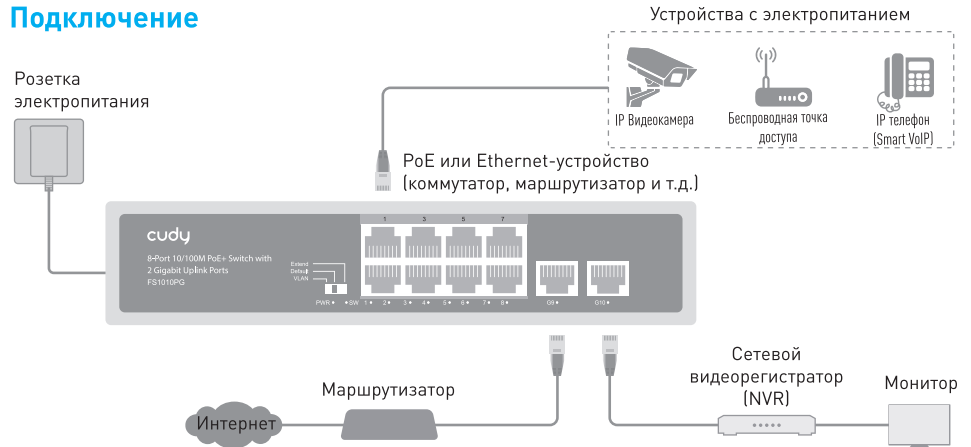 Подключение
Устройства с электропитанием
Розетка
электропитания
IP Видеокамера
Беспроводная точка
доступа
IP телефон
(Smart VoIP)
PoE или Ethernet-устройство
(коммутатор, маршрутизатор и т.д.)
1 3 5 7
cudy
8-Port 10/100M PoE+ Switch with
2 Gigabit Uplink Ports
FS1010PG
Extend
Default
VLAN
PWR SW 1 2 3 4 5 6 7 8 G9 G10
Сетевой
видеорегистратор
(NVR)
Маршрутизатор
Монитор
Интернет